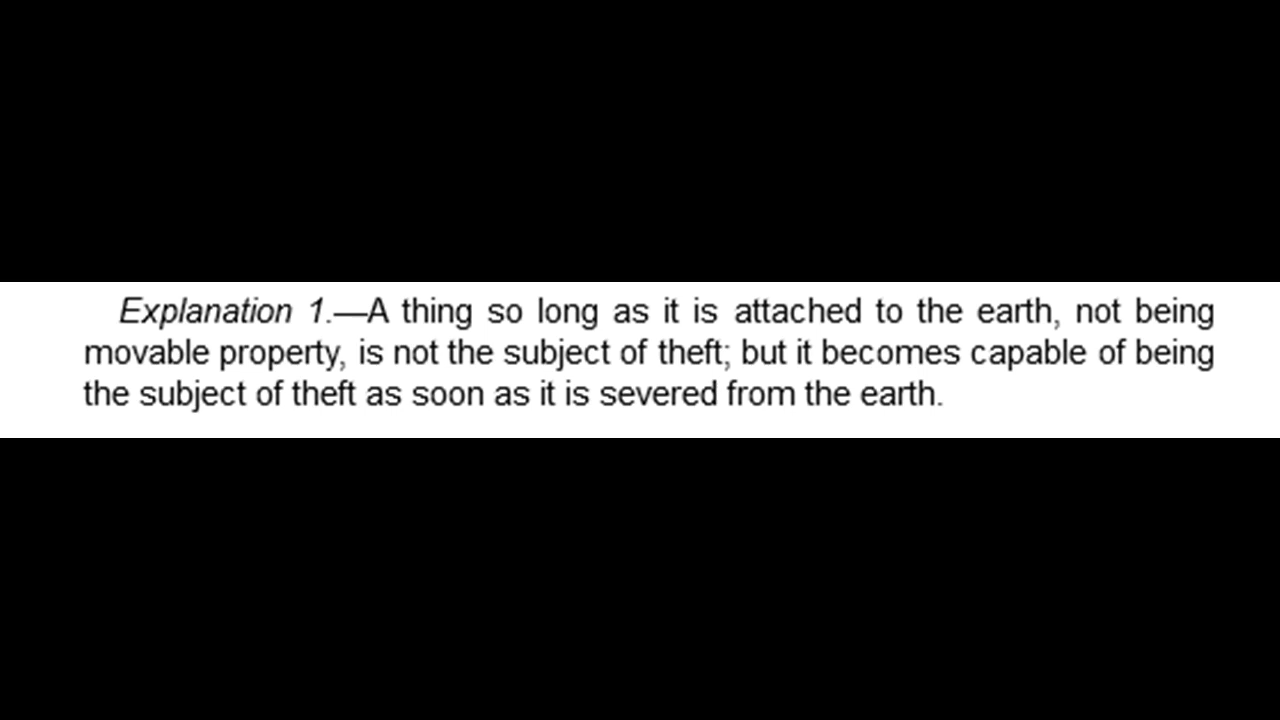 Explanation 1.—A thing so long as it is attached to the earth, not being
movable property, is not the subject of theft; but it becomes capable of being
the subject of theft as soon as it is severed from the earth.